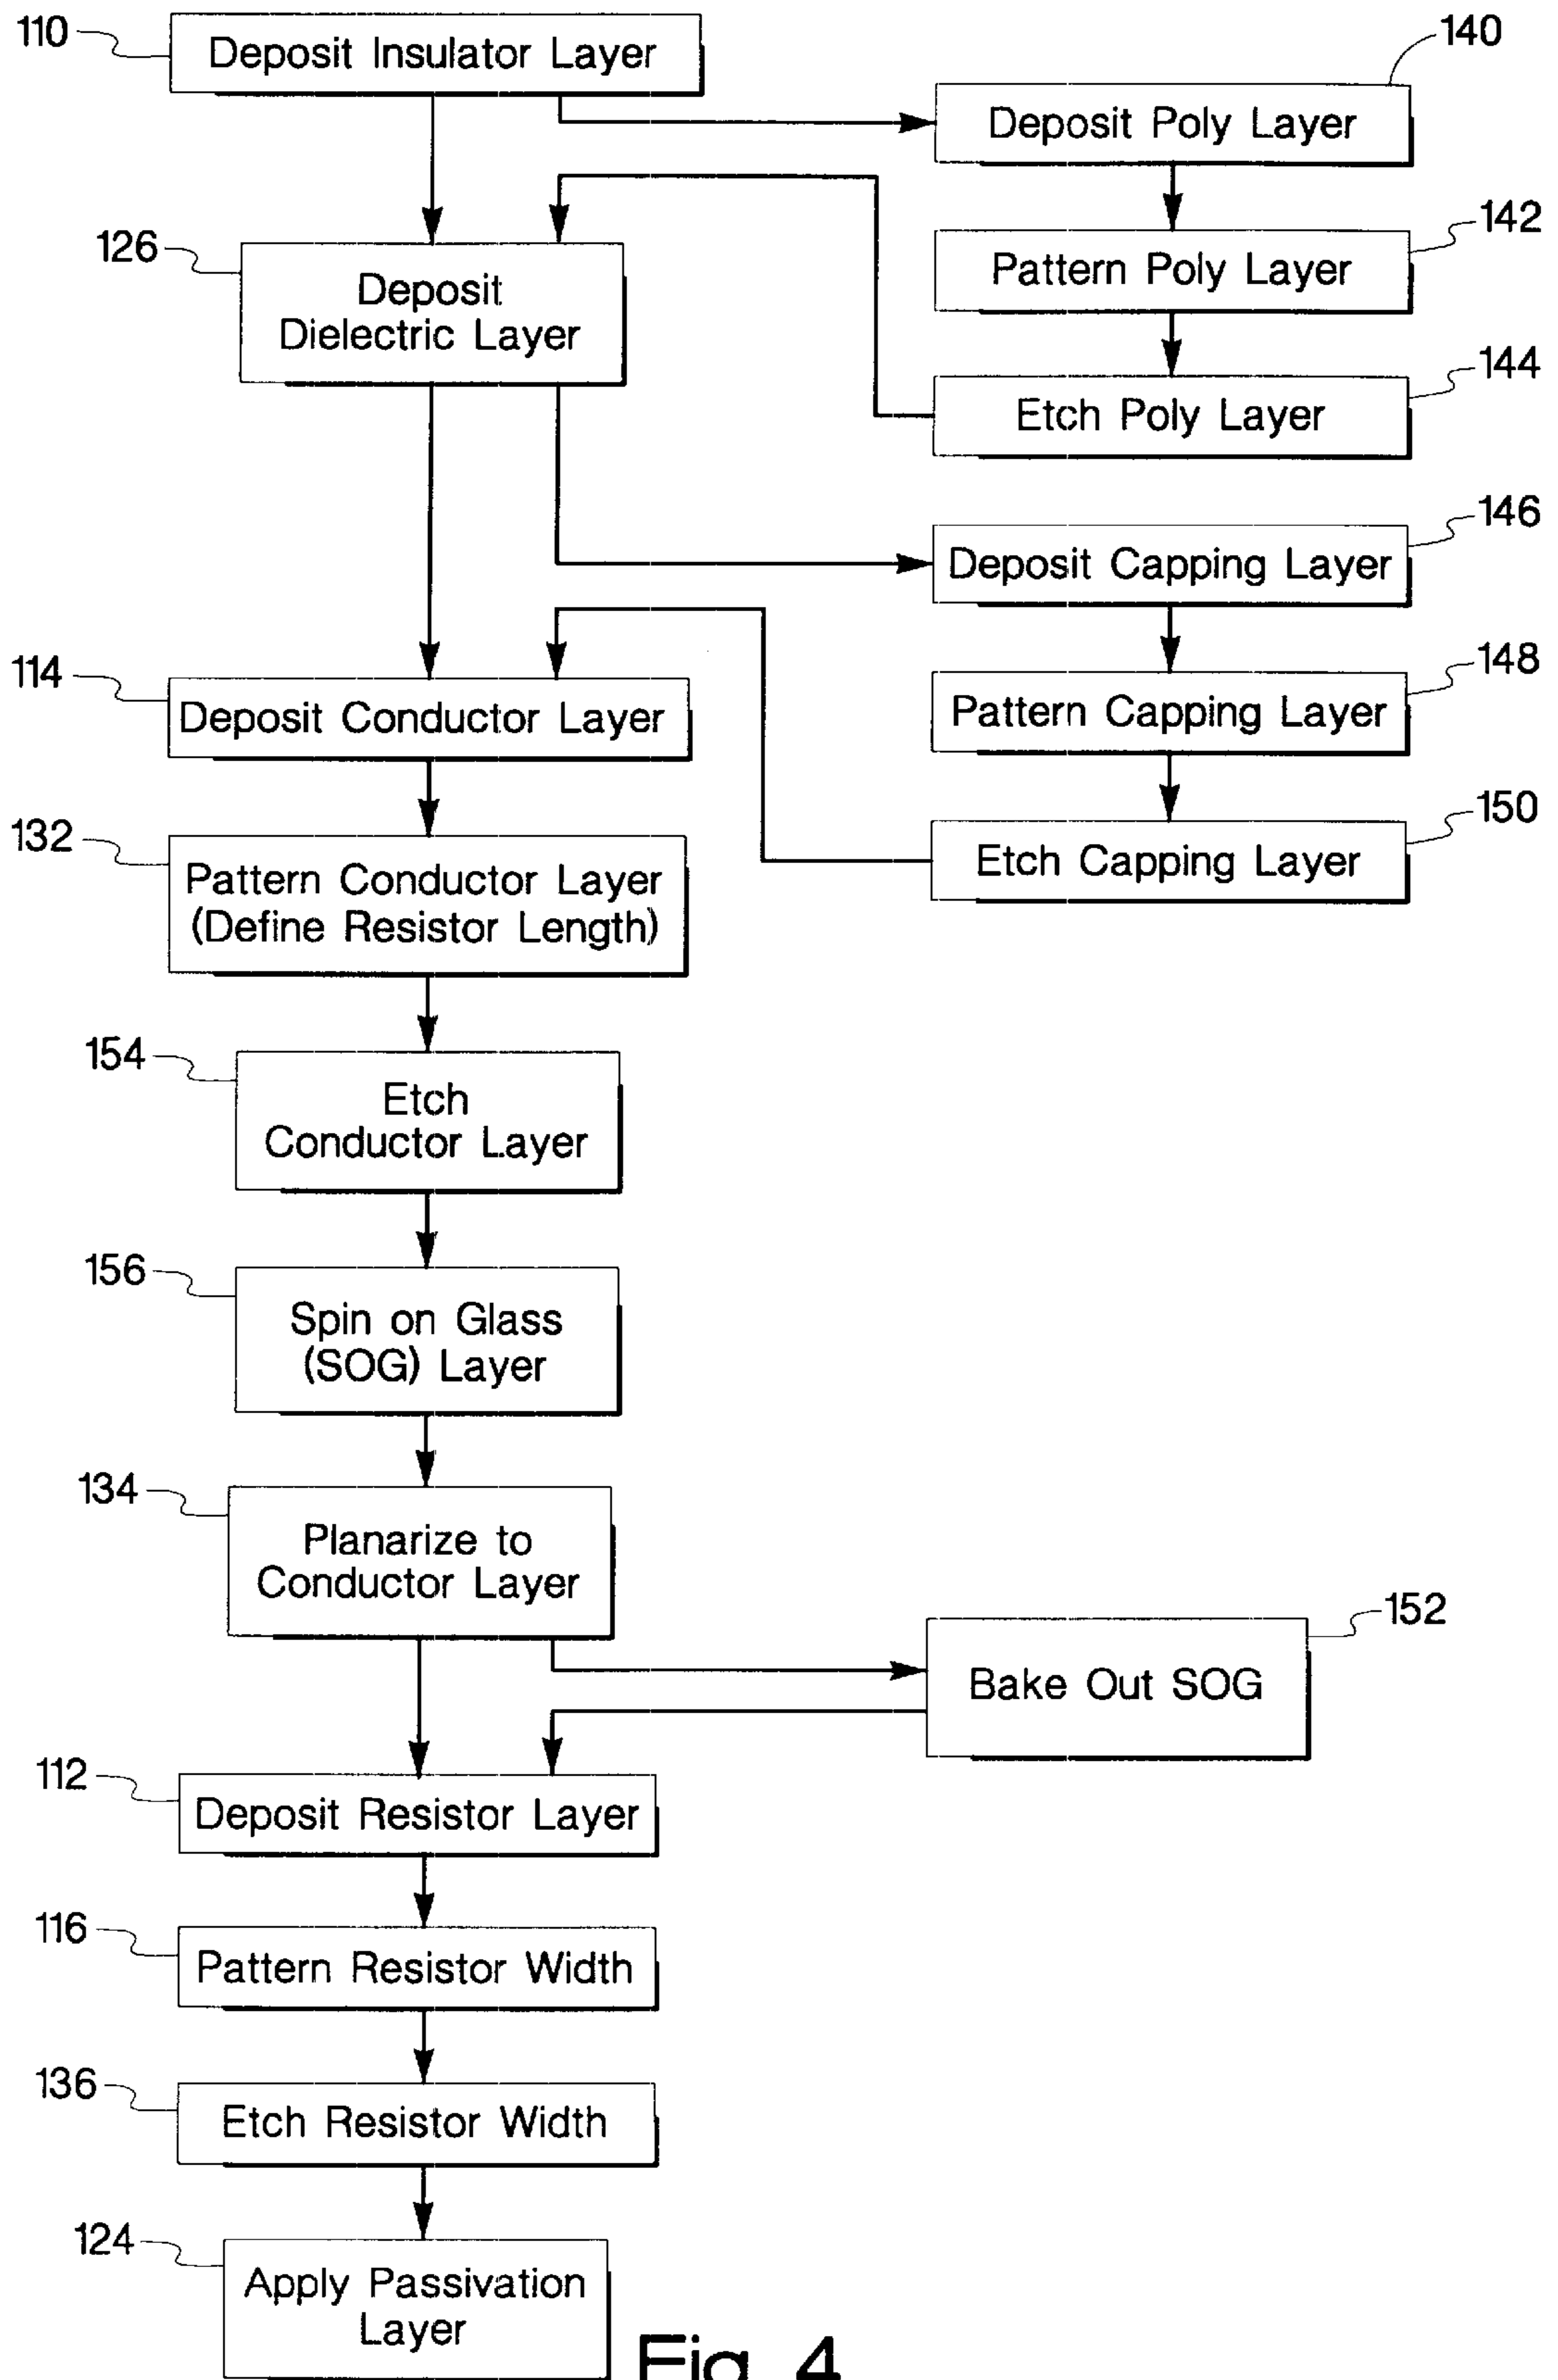 110
Deposit Insulator Layer
140
Deposit Poly Layer
142
Pattern Poly Layer
126
Deposit
Dielectric Layer
144
Etch Poly Layer
146
Deposit Capping Layer
114
Deposit Conductor Layer
148
Pattern Capping Layer
132
Pattern Conductor Layer
(Define Resistor Length)
150
Etch Capping Layer
154
Etch
Conductor Layer
156
Spin on Glass
(SOG) Layer
134
Planarize to
Conductor Layer
152
Bake Out SOG
112
Deposit Resistor Layer
116
Pattern Resistor Width
136
Etch Resistor Width
124
Apply Passivation
Layer
Fig. 4